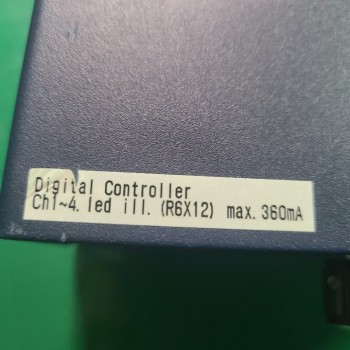 Digital Controller
Ch1~4. led ill. (R6X12) max. 360mA